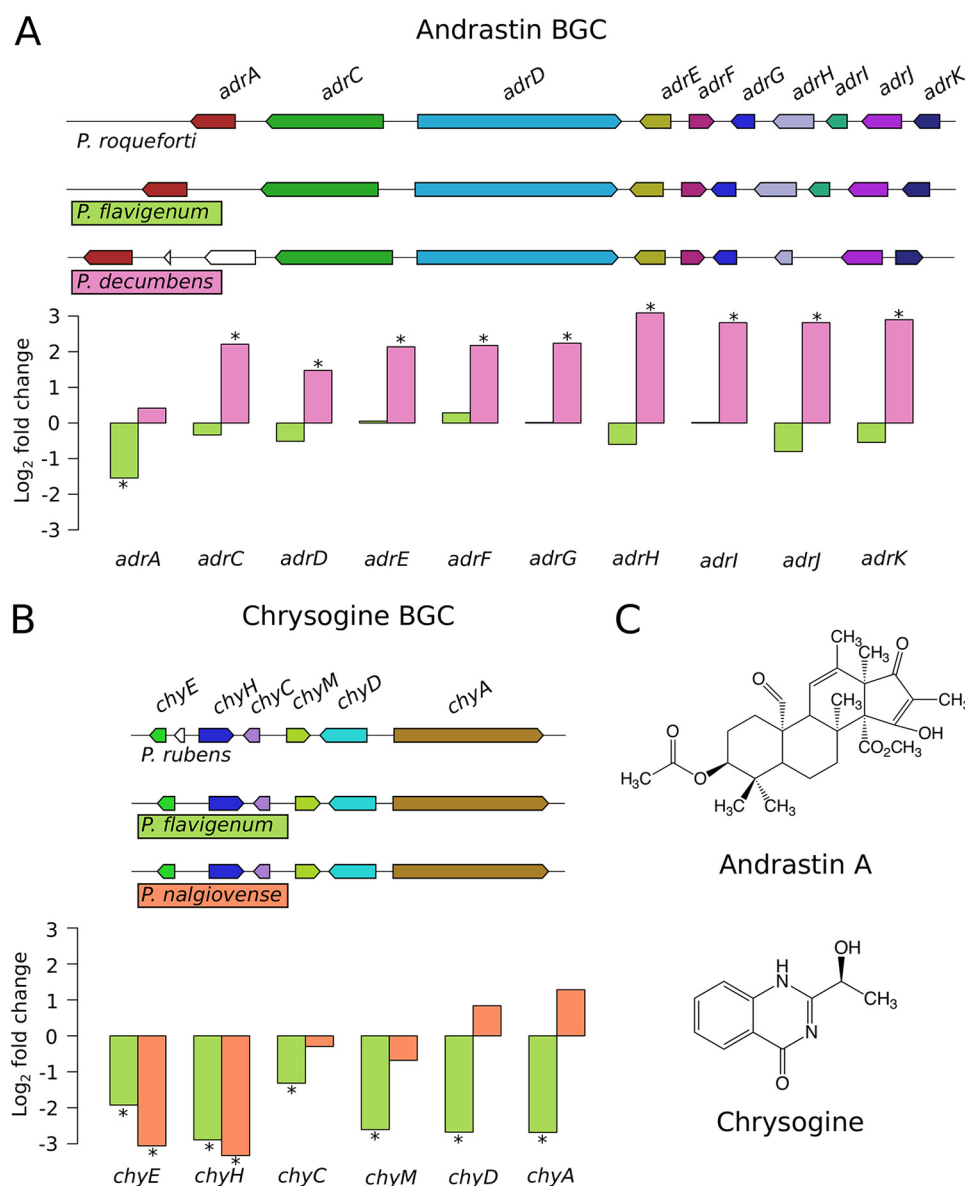 A
Andrastin BGC
adrA adrC adrD adrE adrF adrG adrH adrI adrJ adrK
P. roqueforti
P. flavigenum
P. decumbens
Log2 fold change
3
2
1
0
-1
-2
-3
* * * * * * * * * *
adrA adrC adrD adrE adrF adrG adrH adrI adrJ adrK
B
Chrysogine BGC
chyE chyH chyC chyM chyD chyA
P. rubens
P. flavigenum
P. nalgiovense
Log2 fold change
3
2
1
0
-1
-2
-3
* * * * * * * *
chyE chyH chyC chyM chyD chyA
C
CH3
CH3
O
O
CH3
CH3
OH
CO2CH3
O
H3C
O
H3C
CH3
Andrastin A
OH
H
N
CH3
N
O
Chrysogine